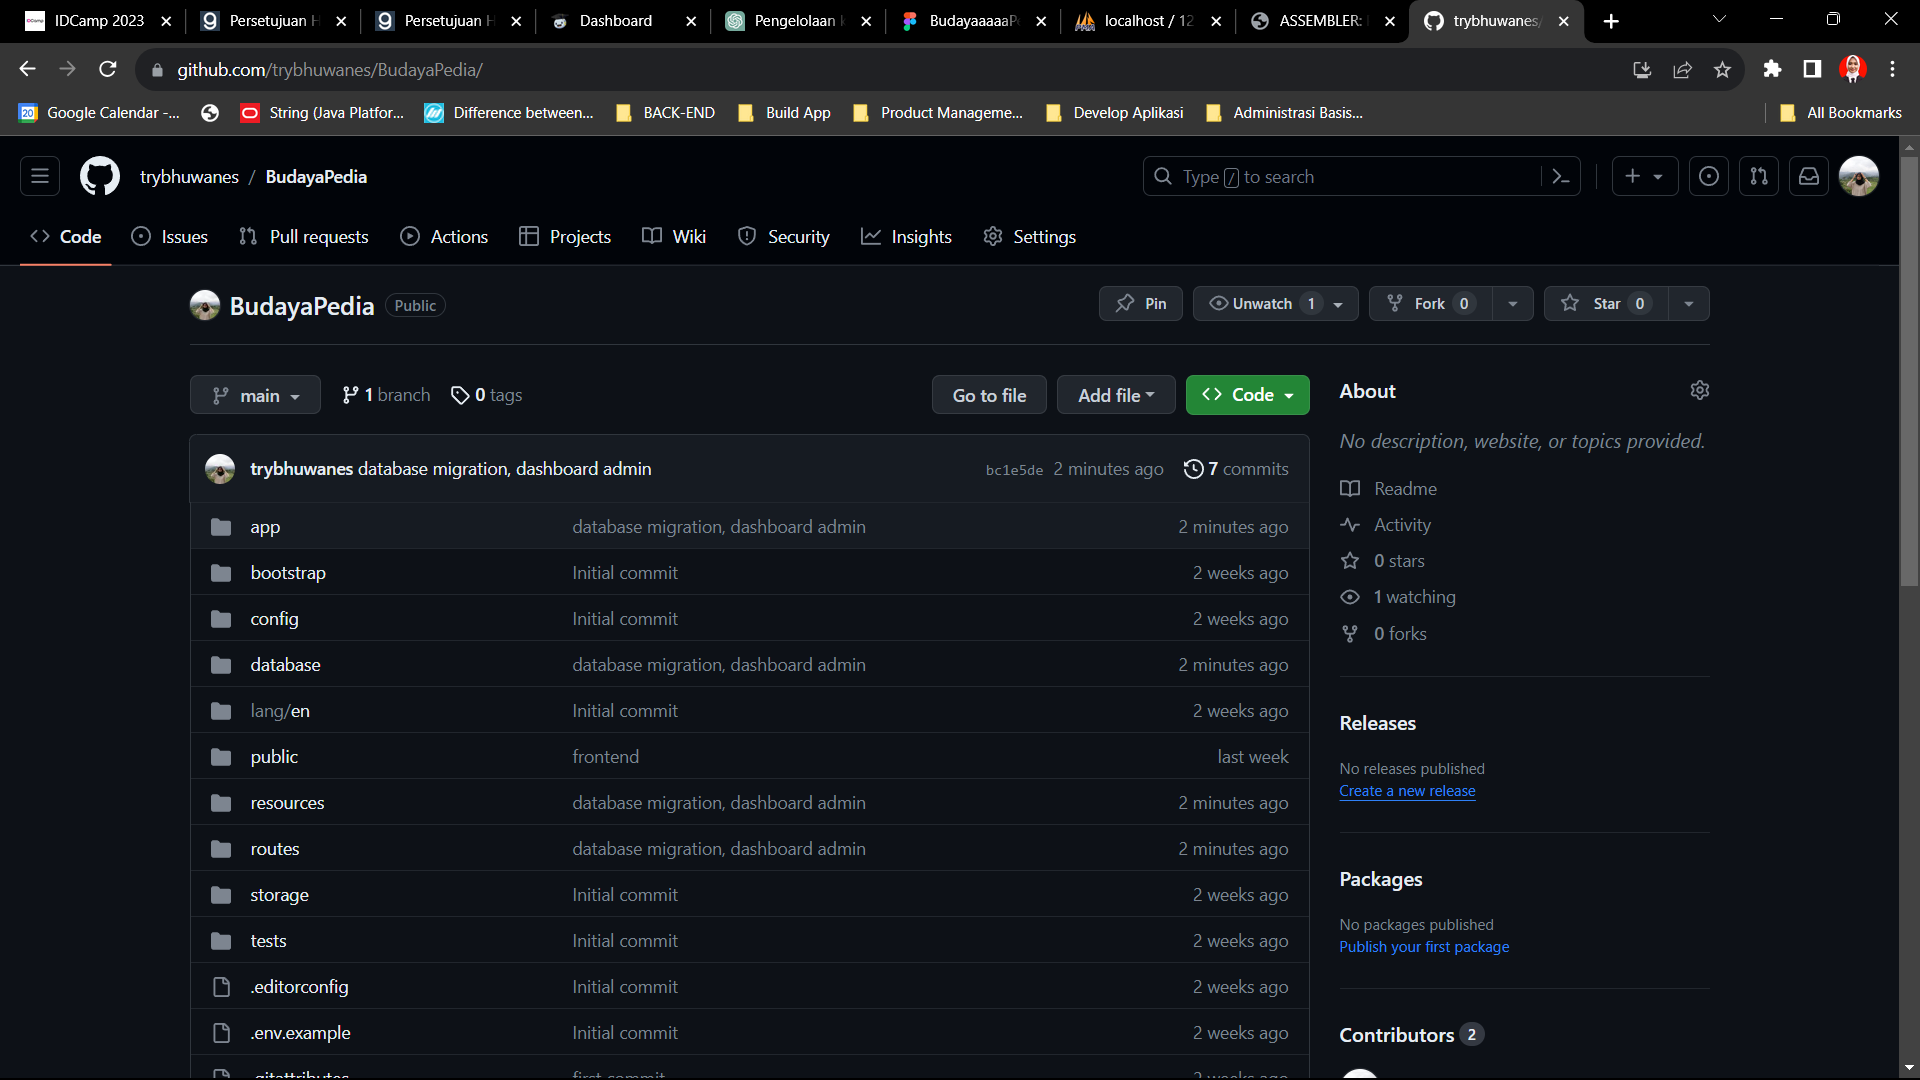 IDCamp 2023
Persetujuan H
Persetujuan H
Dashboard
Pengelolaan k
BudayaaaaaP
localhost / 12
ASSEMBLER:
trybhuwanes/
github.com/trybhuwanes/BudayaPedia/
Google Calendar -...
String (Java Platfor...
Difference between...
BACK-END
Build App
Product Manageme...
Develop Aplikasi
Administrasi Basis...
All Bookmarks
trybhuwanes / BudayaPedia
Type / to search
Code
Issues
Pull requests
Actions
Projects
Wiki
Security
Insights
Settings
BudayaPedia Public
Pin
Unwatch 1
Fork 0
Star 0
main
1 branch
0 tags
Go to file
Add file
Code
trybhuwanes database migration, dashboard admin bc1e5de 2 minutes ago 7 commits
app database migration, dashboard admin 2 minutes ago
bootstrap Initial commit 2 weeks ago
config Initial commit 2 weeks ago
database database migration, dashboard admin 2 minutes ago
lang/en Initial commit 2 weeks ago
public frontend last week
resources database migration, dashboard admin 2 minutes ago
routes database migration, dashboard admin 2 minutes ago
storage Initial commit 2 weeks ago
tests Initial commit 2 weeks ago
.editorconfig Initial commit 2 weeks ago
.env.example Initial commit 2 weeks ago
.gitattributes first commit 2 weeks ago
About
No description, website, or topics provided.
Readme
Activity
0 stars
1 watching
0 forks
Releases
No releases published
Create a new release
Packages
No packages published
Publish your first package
Contributors 2